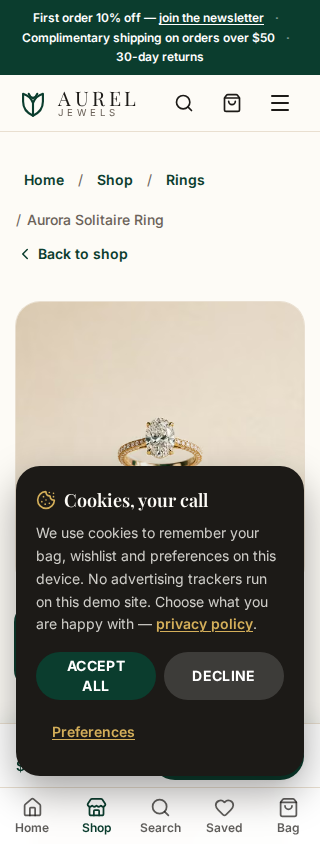 First order 10% off — join the newsletter ·
Complimentary shipping on orders over $50 ·
30-day returns
AUREL
JEWELS
Home / Shop / Rings
/ Aurora Solitaire Ring
Back to shop
Cookies, your call
We use cookies to remember your
bag, wishlist and preferences on this
device. No advertising trackers run
on this demo site. Choose what you
are happy with — privacy policy.
ACCEPT
ALL
DECLINE
Preferences
Home Shop Search Saved Bag